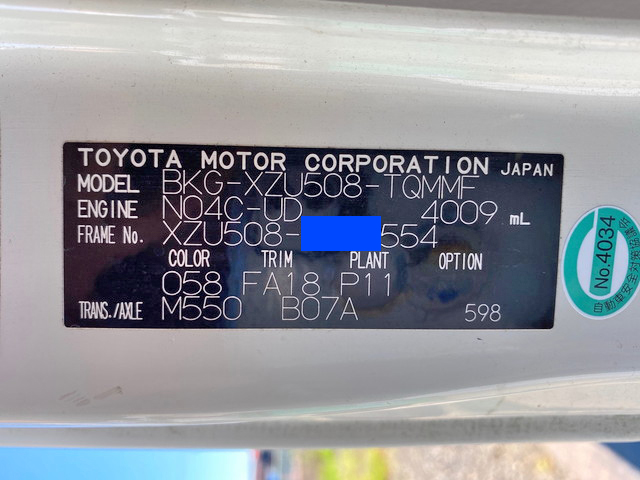 TOYOTA MOTOR CORPORATION JAPAN
MODEL BKG-XZU508-TQMMF
ENGINE N04C-UD 4009 mL
FRAME No. XZU508- 554
COLOR TRIM PLANT OPTION
058 FA18 P11
TRANS./AXLE M550 B07A 598
No.4034